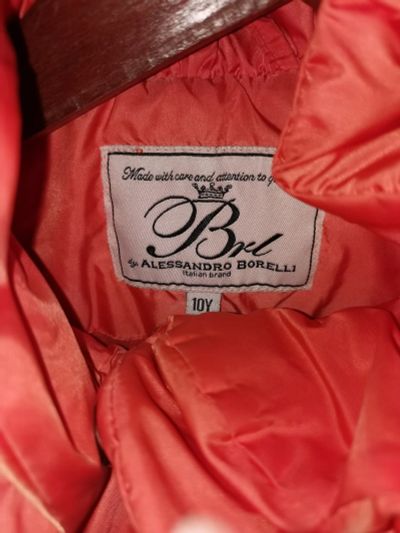 Made with care and attention to
Brl
by ALESSANDRO BORELLI
Italian brand
10Y